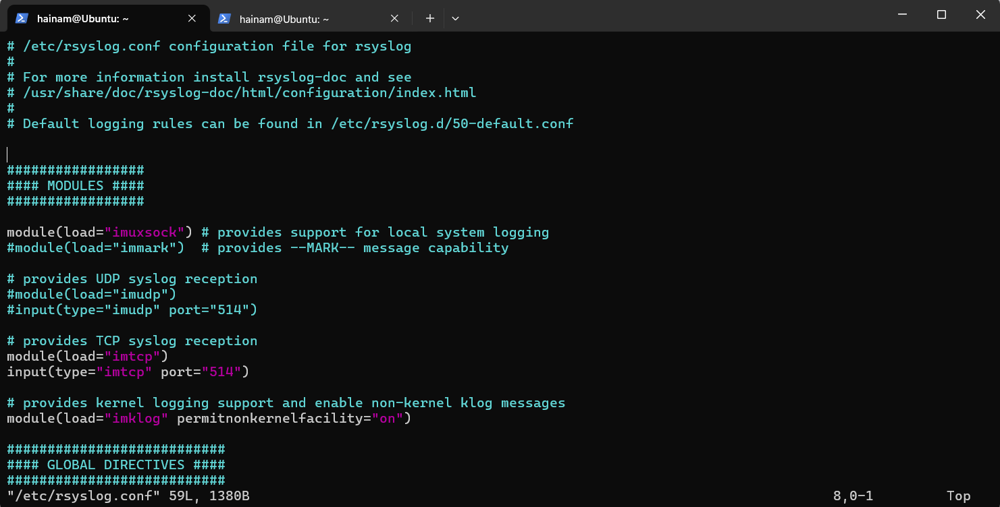 hainam@Ubuntu: ~
hainam@Ubuntu: ~
# /etc/rsyslog.conf configuration file for rsyslog
#
# For more information install rsyslog-doc and see
# /usr/share/doc/rsyslog-doc/html/configuration/index.html
#
# Default logging rules can be found in /etc/rsyslog.d/50-default.conf
#################
#### MODULES ####
#################
module(load="imuxsock") # provides support for local system logging
#module(load="immark")  # provides --MARK-- message capability
# provides UDP syslog reception
#module(load="imudp")
#input(type="imudp" port="514")
# provides TCP syslog reception
module(load="imtcp")
input(type="imtcp" port="514")
# provides kernel logging support and enable non-kernel klog messages
module(load="imklog" permitnonkernelfacility="on")
###########################
#### GLOBAL DIRECTIVES ####
###########################
"/etc/rsyslog.conf" 59L, 1380B 8,0-1 Top